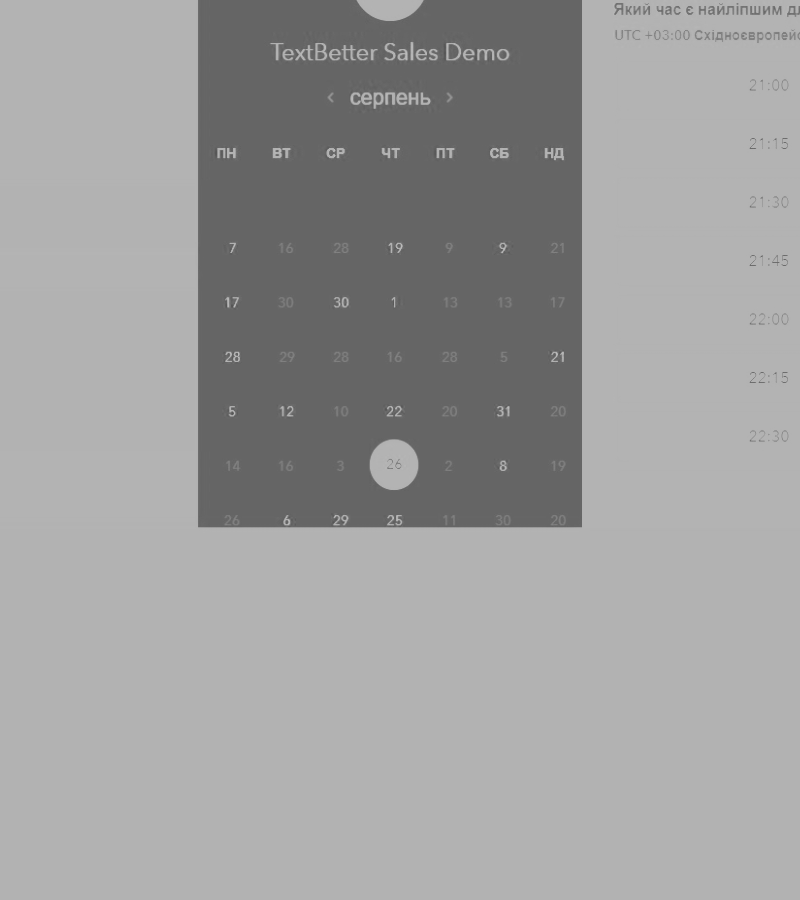 TextBetter Sales Demo
‹ серпень ›
ПН ВТ СР ЧТ ПТ СБ НД
7 16 28 19 9 9 21
17 30 30 1 13 13 17
28 29 28 16 28 5 21
5 12 10 22 20 31 20
14 16 3 26 2 8 19
26 6 29 25 11 30 20
Який час є найліпшим
UTC +03:00
21:00
21:15
21:30
21:45
22:00
22:15
22:30